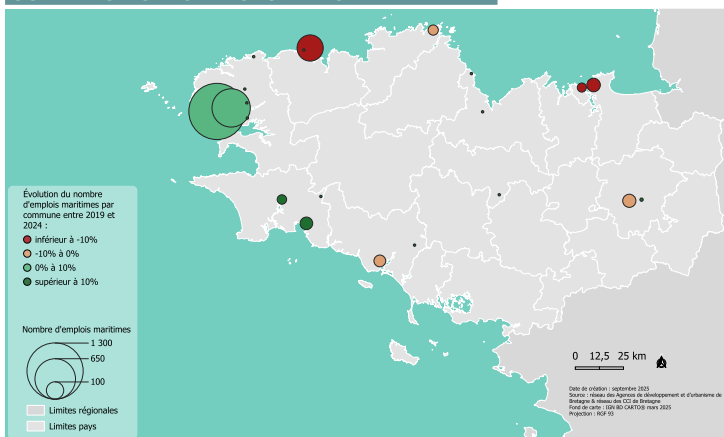 Évolution du nombre
d'emplois maritimes par
commune entre 2019 et
2024 :
inférieur à -10%
-10% à 0%
0% à 10%
supérieur à 10%
Nombre d'emplois maritimes
1 300
650
100
Limites régionales
Limites pays
0 12,5 25 km
Date de création : septembre 2025
Source : réseau des Agences de développement et d'urbanisme de
Bretagne & réseau des CCI de Bretagne
Fond de carte : IGN BD CARTO® mars 2025
Projection : RGF 93